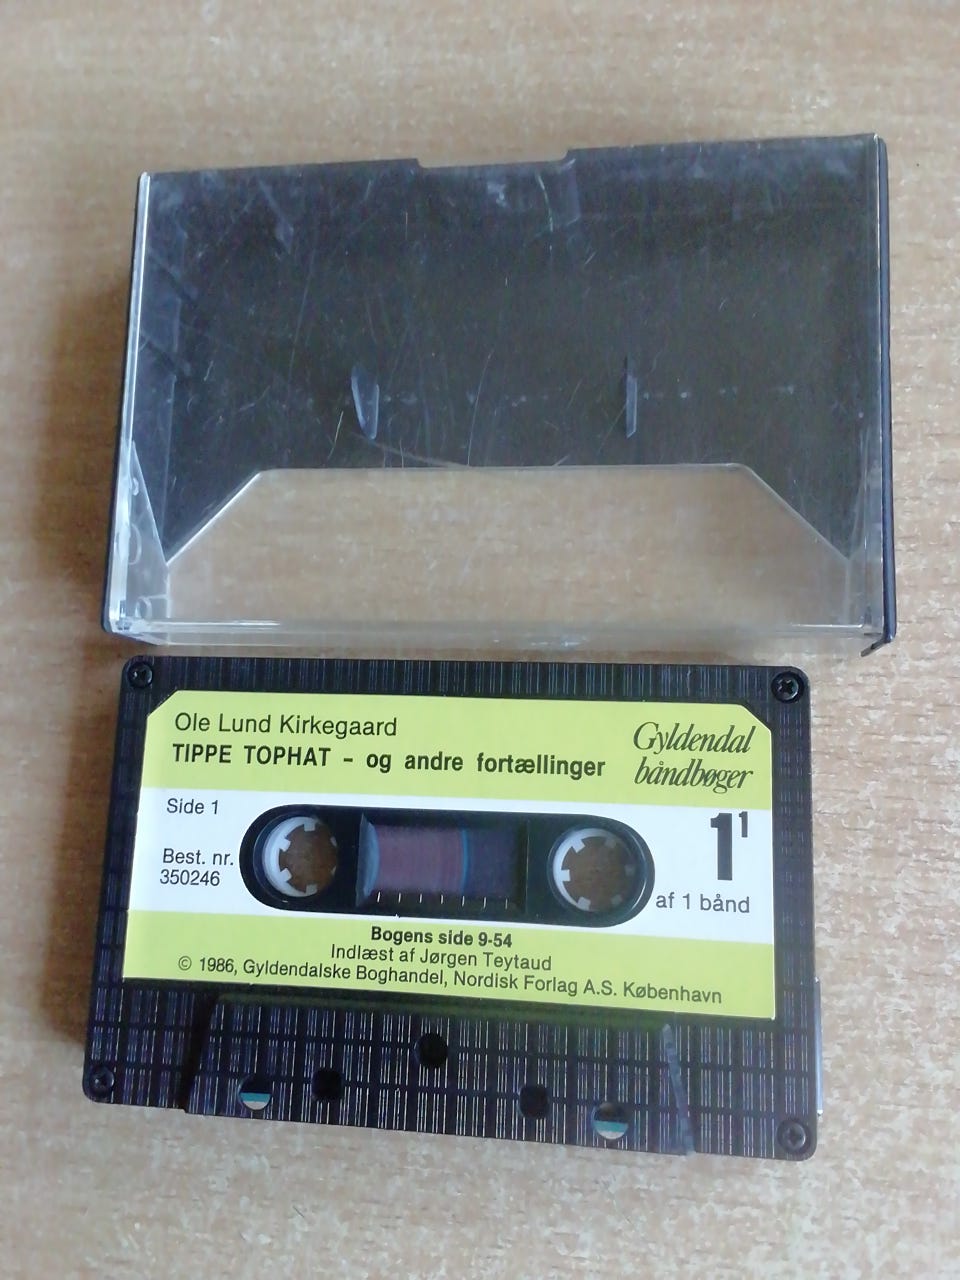 Ole Lund Kirkegaard
TIPPE TOPHAT - og andre fortællinger
Gyldendal
båndbøger
Side 1
Best. nr.
350246
1¹
af 1 bånd
Bogens side 9-54
Indlæst af Jørgen Teytaud
© 1986, Gyldendalske Boghandel, Nordisk Forlag A.S. København